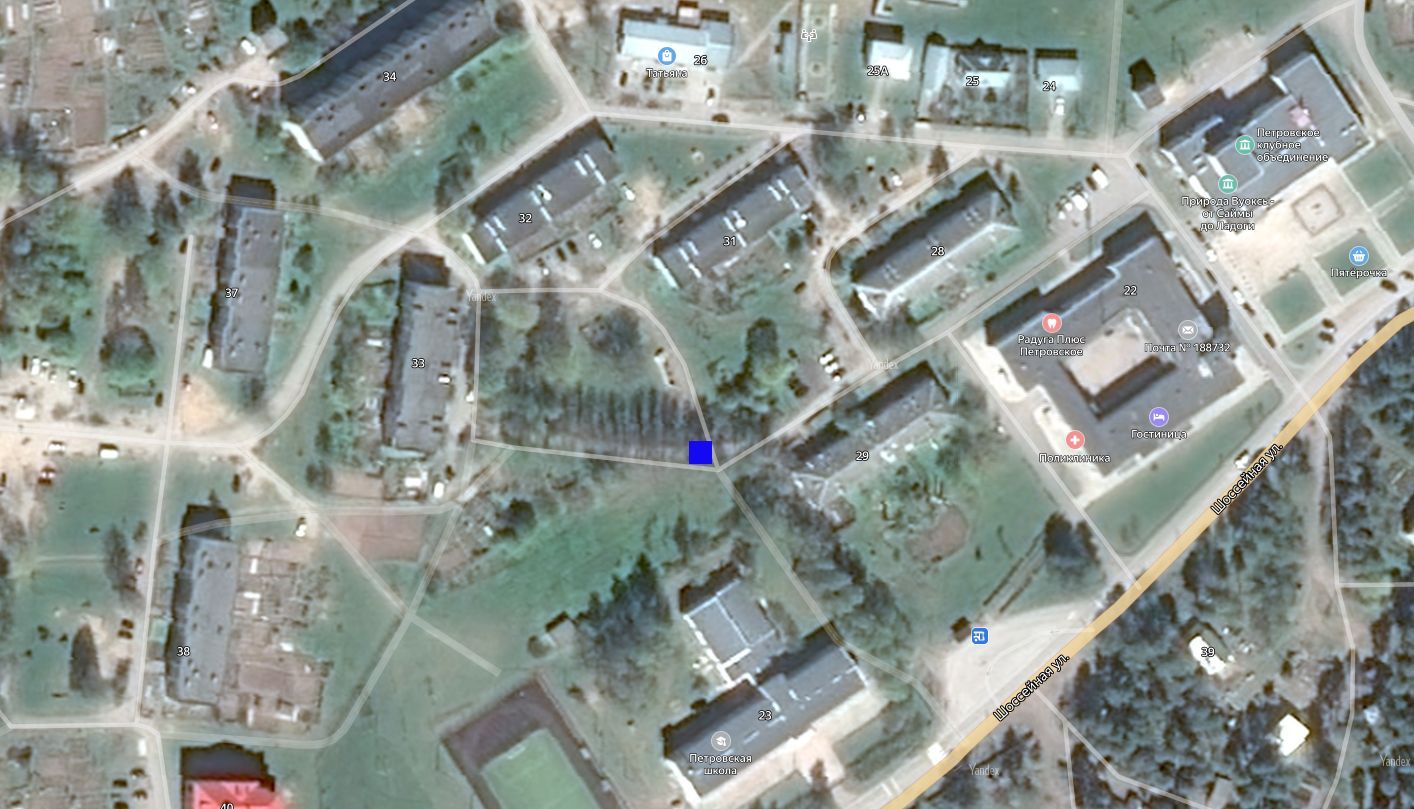 34
26
Татьяна
25А
25
24
Петровское
клубное
объединение
Природа Вуоксы-
от Саймы
до Ладоги
32
31
28
Пятёрочка
37
Yandex
22
33
Радуга Плюс
Петровское
Почта № 188732
Yandex
Гостиница
Поликлиника
29
Шоссейная ул.
38
39
Шоссейная ул.
23
Петровская
школа
Yandex
Yandex
40